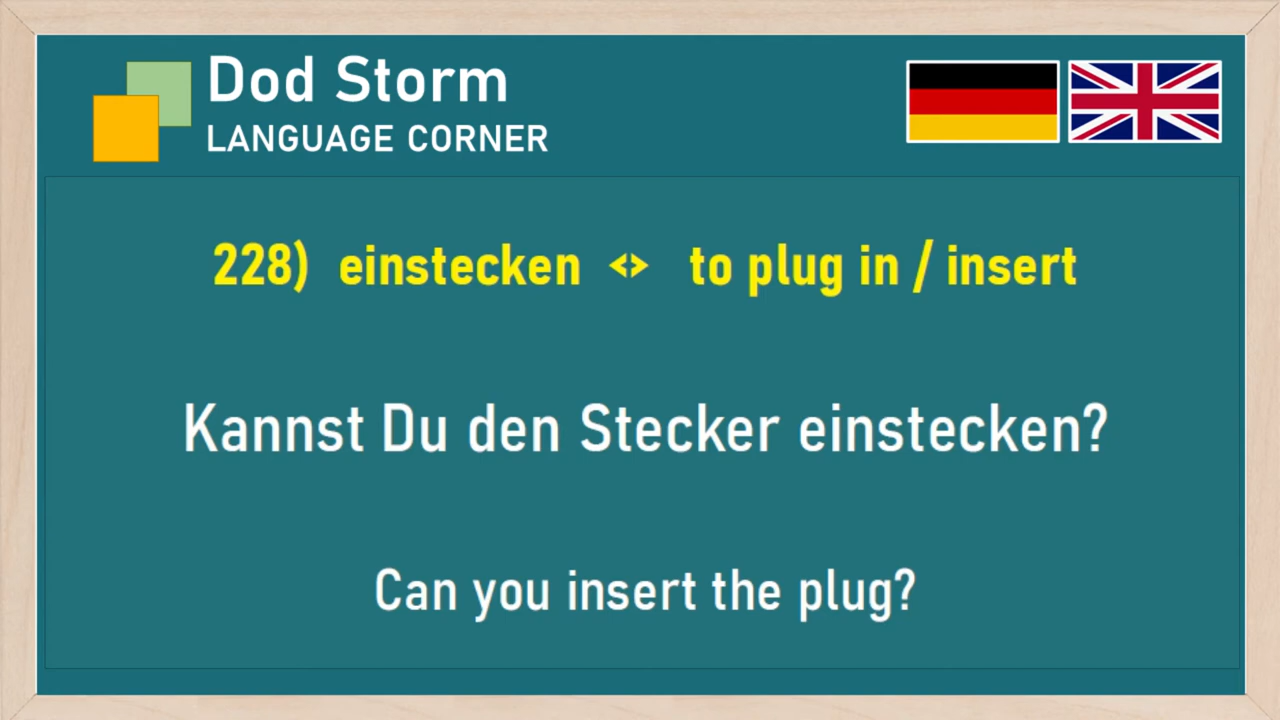 Dod Storm
LANGUAGE CORNER
228) einstecken <> to plug in / insert
Kannst Du den Stecker einstecken?
Can you insert the plug?